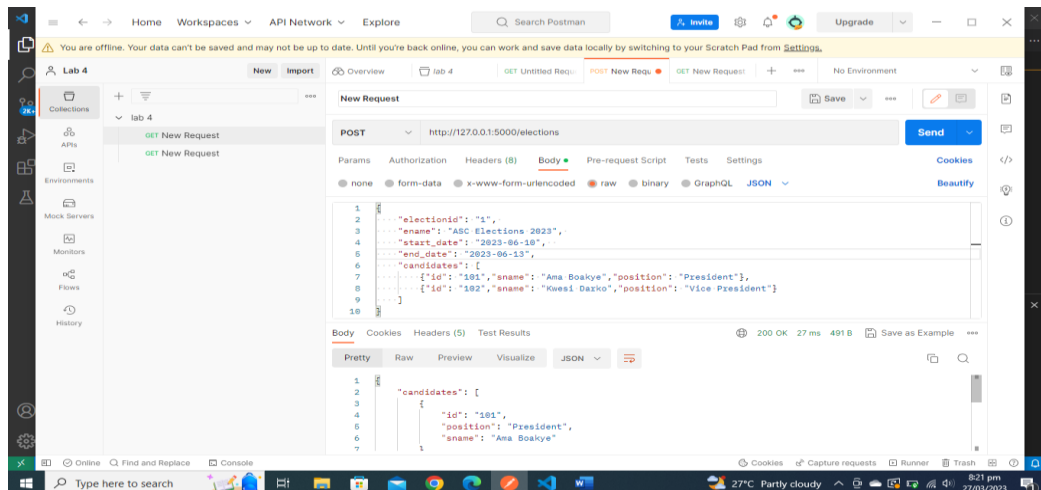 Home Workspaces API Network Explore Search Postman Invite Upgrade
You are offline. Your data can't be saved and may not be up to date. Until you're back online, you can work and save data locally by switching to your Scratch Pad from Settings.
Lab 4 New Import Overview lab 4 GET Untitled Requ POST New Requ GET New Request No Environment
Collections
APIs
Environments
Mock Servers
Monitors
Flows
History
lab 4
GET New Request
GET New Request
New Request Save
POST http://127.0.0.1:5000/elections Send
Params Authorization Headers (8) Body Pre-request Script Tests Settings Cookies
none form-data x-www-form-urlencoded raw binary GraphQL JSON Beautify
1 {
2 "electionid": "1",
3 "ename": "ASC Elections 2023",
4 "start_date": "2023-06-10",
5 "end_date": "2023-06-13",
6 "candidates": [
7 {"id": "101","sname": "Ama Boakye","position": "President"},
8 {"id": "102","sname": "Kwesi Darko","position": "Vice President"}
9 ]
10 }
Body Cookies Headers (5) Test Results 200 OK 27 ms 491 B Save as Example
Pretty Raw Preview Visualize JSON
1 {
2 "candidates": [
3 {
4 "id": "101",
5 "position": "President",
6 "sname": "Ama Boakye"
7
Online Find and Replace Console Cookies Capture requests Runner Trash
Type here to search 27°C Partly cloudy 8:21 pm
27/03/2023